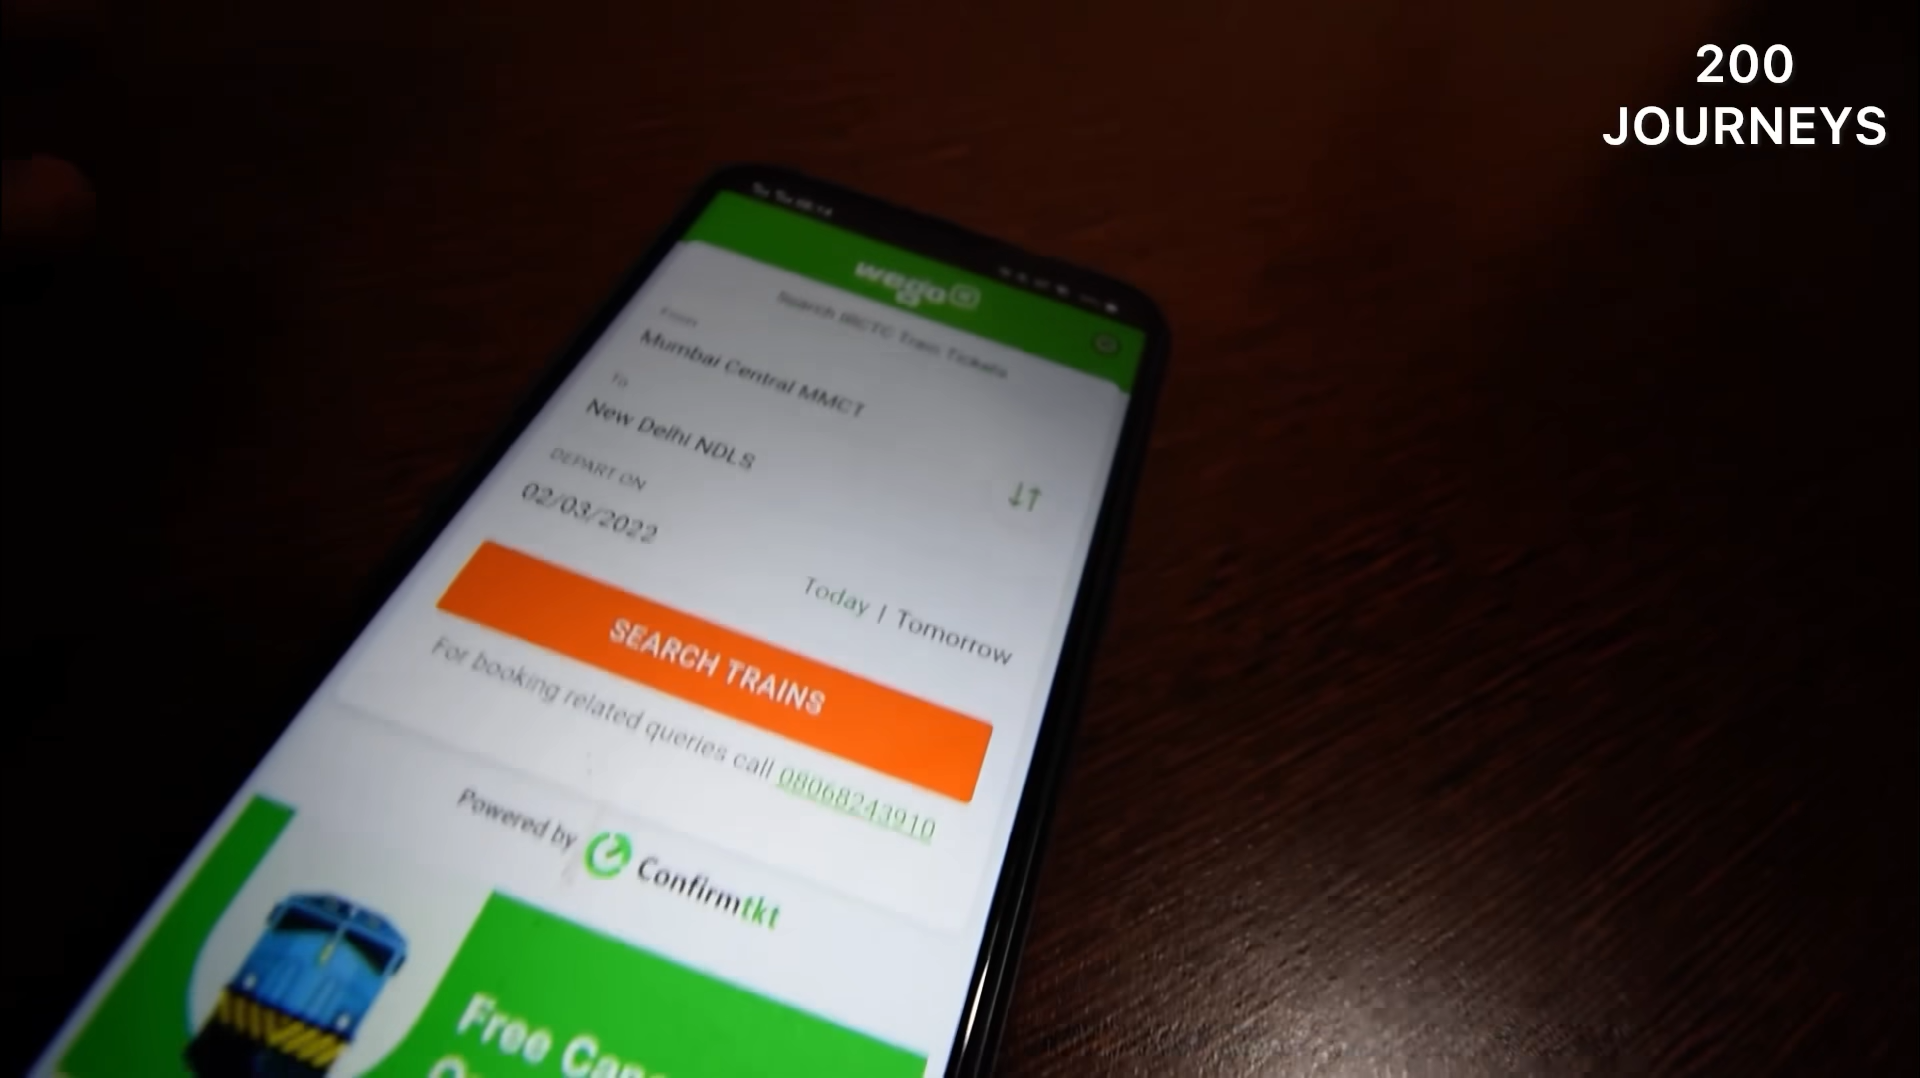 200
JOURNEYS
wego
Search IRCTC Train Tickets
From
Mumbai Central MMCT
To
New Delhi NDLS
DEPART ON
02/03/2022
Today | Tomorrow
SEARCH TRAINS
For booking related queries call 08068243910
Powered by Confirmtkt
Free